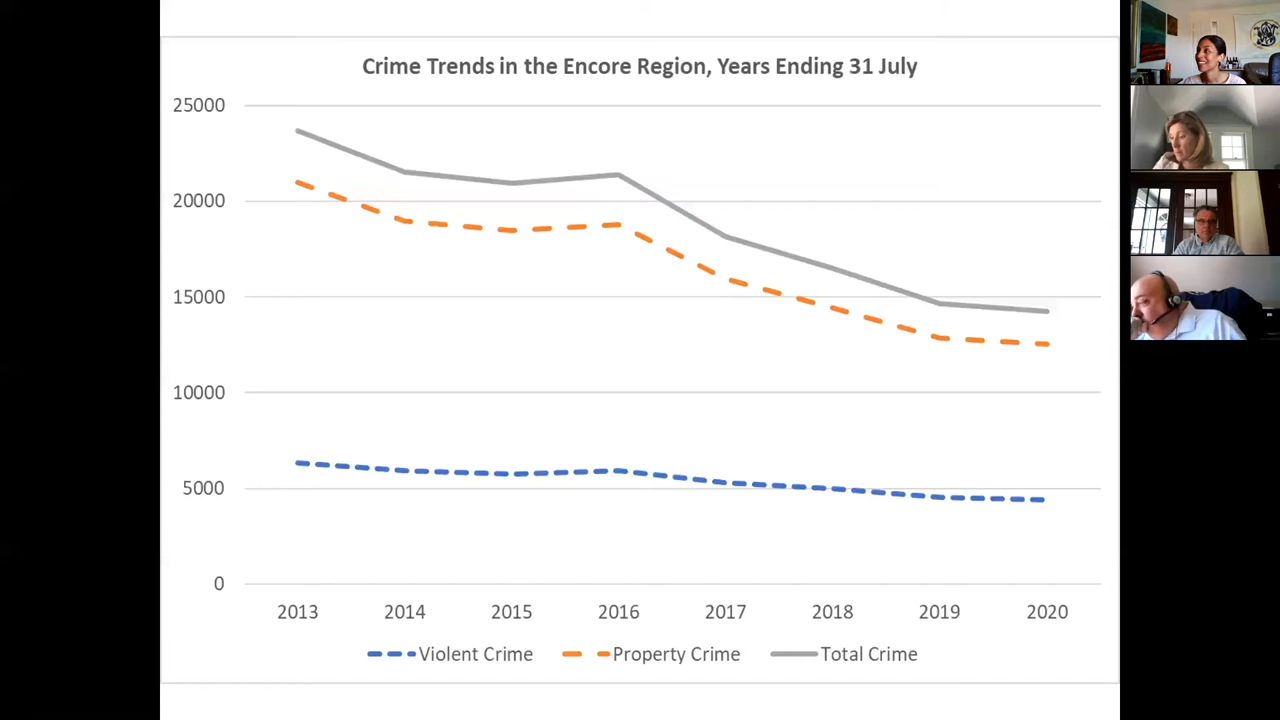 Crime Trends in the Encore Region, Years Ending 31 July
25000
20000
15000
10000
5000
0
2013 2014 2015 2016 2017 2018 2019 2020
Violent Crime Property Crime Total Crime